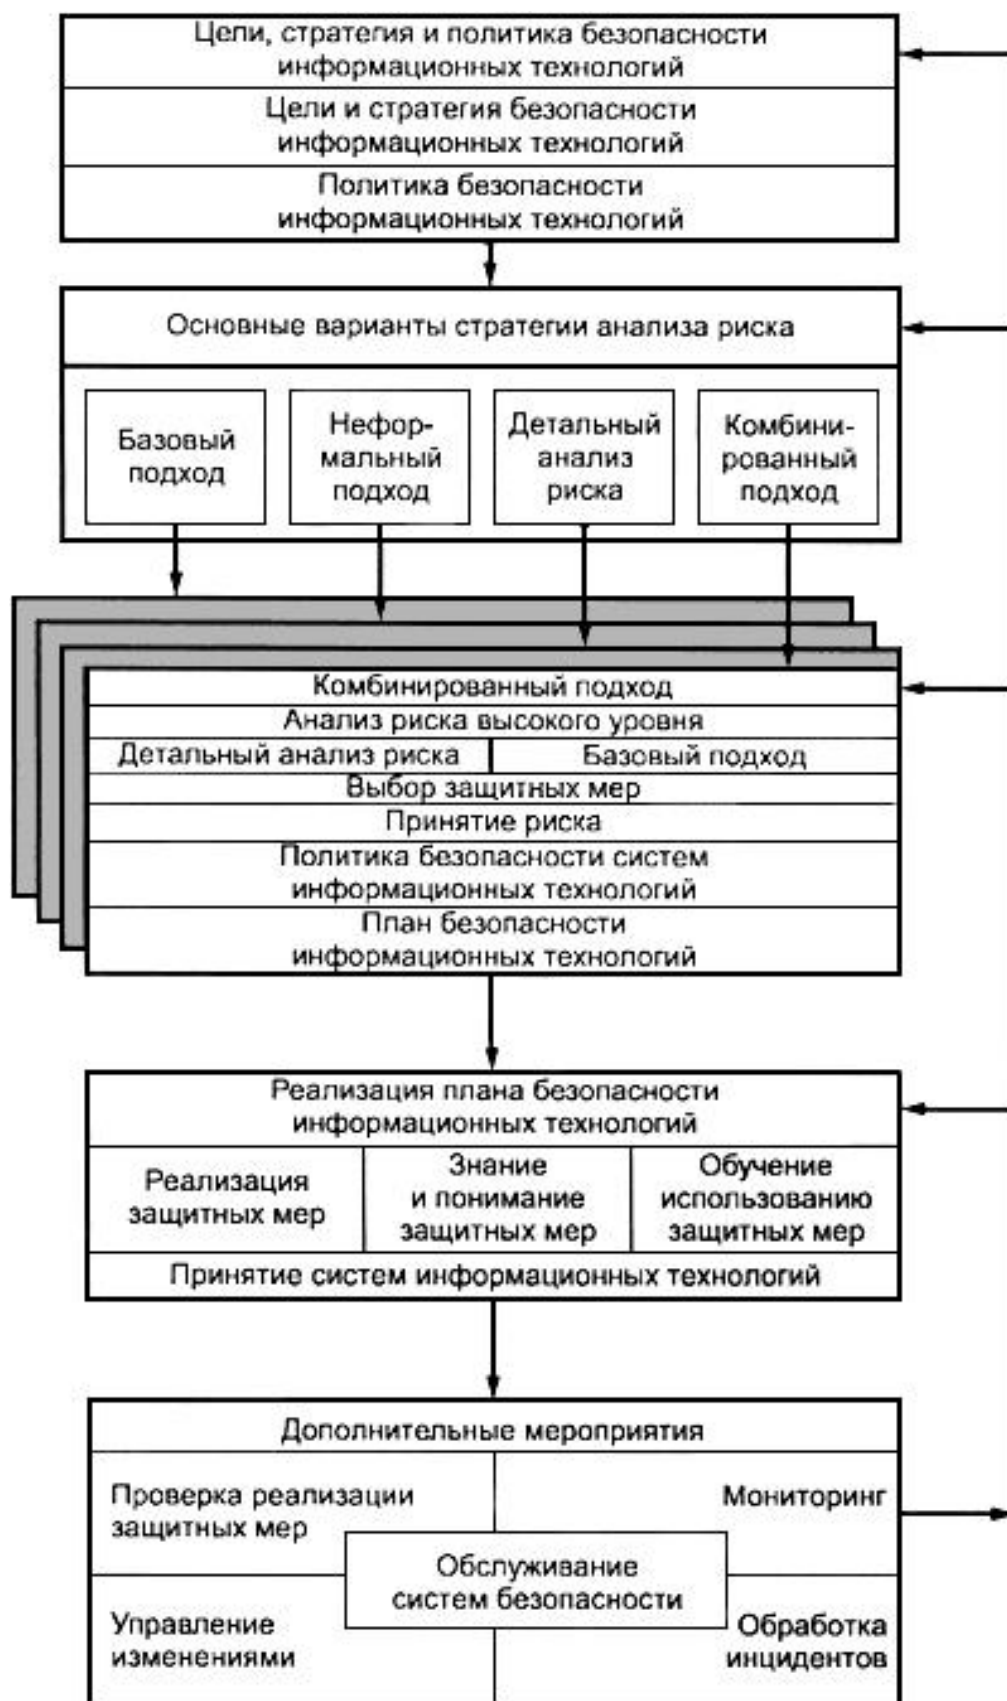 Цели, стратегия и политика безопасности
информационных технологий
Цели и стратегия безопасности
информационных технологий
Политика безопасности
информационных технологий
Основные варианты стратегии анализа риска
Базовый
подход
Нефор-
мальный
подход
Детальный
анализ
риска
Комбини-
рованный
подход
Комбинированный подход
Анализ риска высокого уровня
Детальный анализ риска
Базовый подход
Выбор защитных мер
Принятие риска
Политика безопасности систем
информационных технологий
План безопасности
информационных технологий
Реализация плана безопасности
информационных технологий
Реализация
защитных мер
Знание
и понимание
защитных мер
Обучение
использованию
защитных мер
Принятие систем информационных технологий
Дополнительные мероприятия
Проверка реализации
защитных мер
Мониторинг
Обслуживание
систем безопасности
Управление
изменениями
Обработка
инцидентов